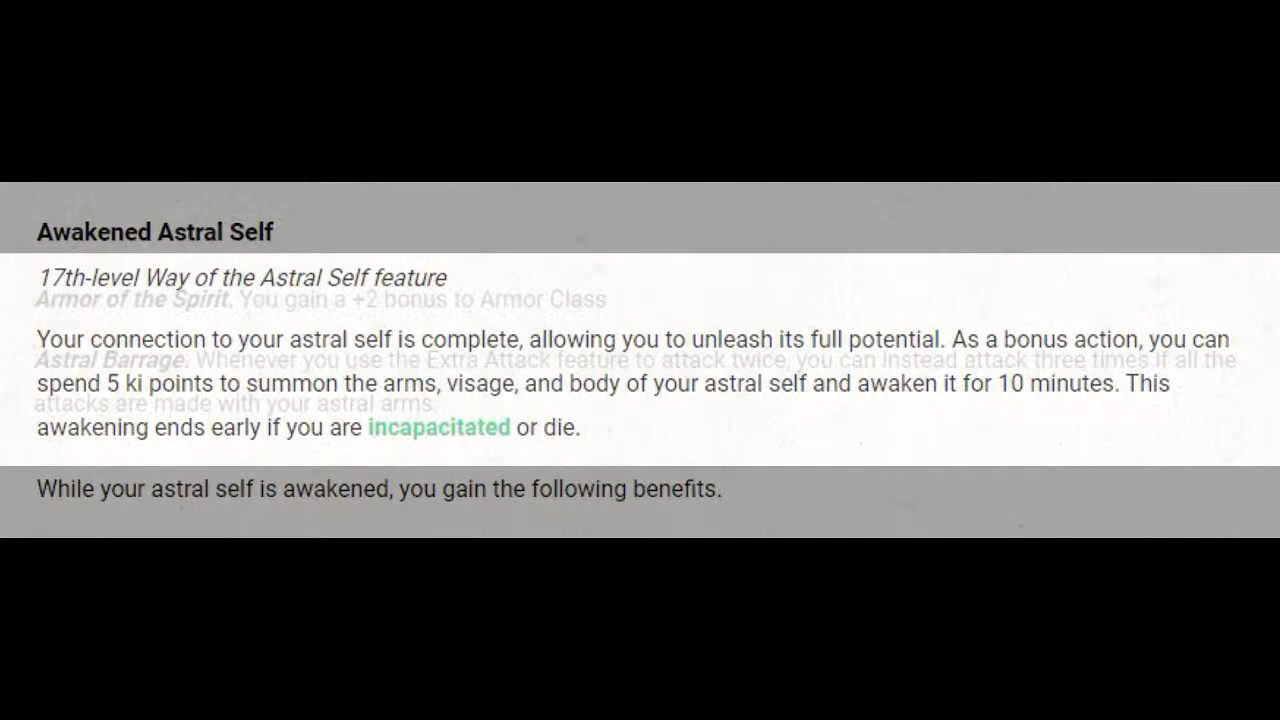 Awakened Astral Self
17th-level Way of the Astral Self feature
Armor of the Spirit. You gain a +2 bonus to Armor Class
Your connection to your astral self is complete, allowing you to unleash its full potential. As a bonus action, you can
Astral Barrage. Whenever you use the Extra Attack feature to attack twice, you can instead attack three times if all the
spend 5 ki points to summon the arms, visage, and body of your astral self and awaken it for 10 minutes. This
attacks are made with your astral arms.
awakening ends early if you are incapacitated or die.
While your astral self is awakened, you gain the following benefits.